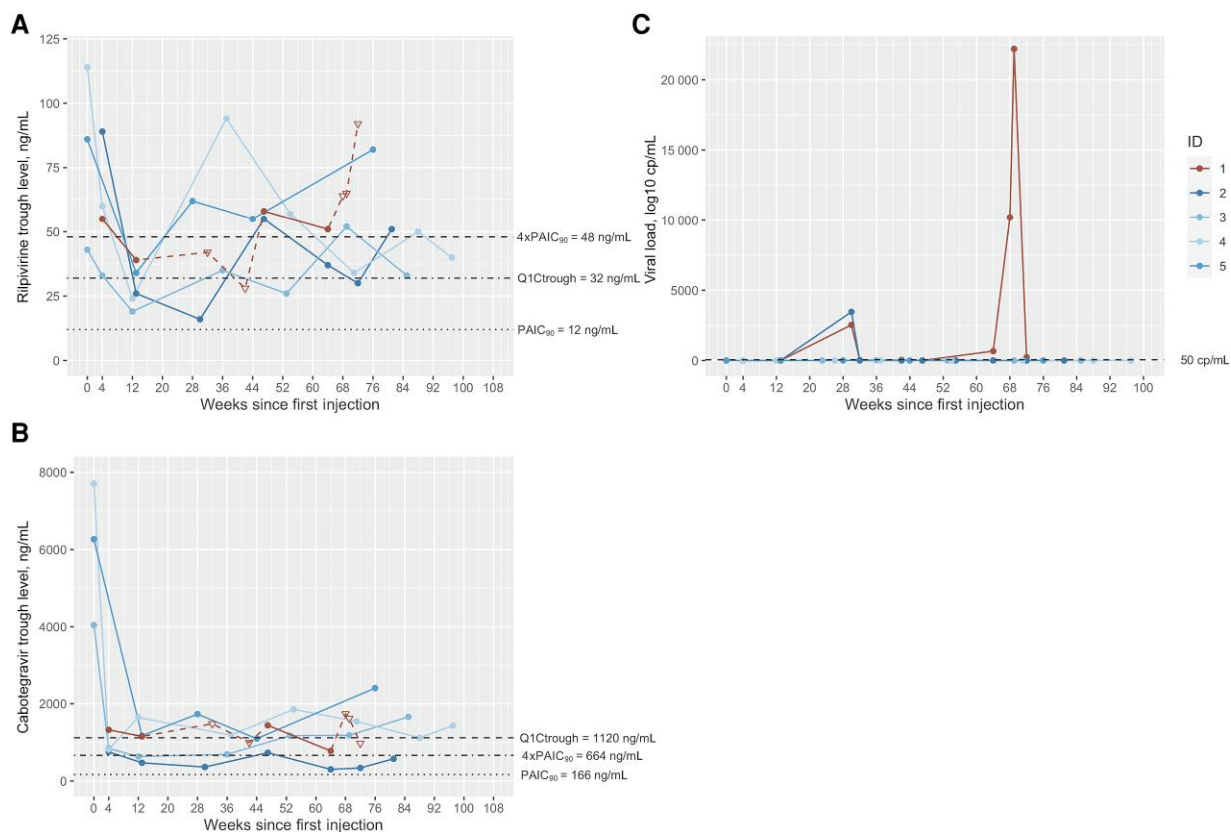 A
Rilpivirine trough level, ng/mL
125
100
75
50
25
0
4xPAIC₉₀ = 48 ng/mL
Q1Ctrough = 32 ng/mL
PAIC₉₀ = 12 ng/mL
0 4 12 20 28 36 44 52 60 68 76 84 92 100 108
Weeks since first injection
B
Cabotegravir trough level, ng/mL
8000
6000
4000
2000
0
Q1Ctrough = 1120 ng/mL
4xPAIC₉₀ = 664 ng/mL
PAIC₉₀ = 166 ng/mL
0 4 12 20 28 36 44 52 60 68 76 84 92 100 108
Weeks since first injection
C
Viral load, log10 cp/mL
20 000
15 000
10 000
5000
0
50 cp/mL
0 4 12 20 28 36 44 52 60 68 76 84 92 100
Weeks since first injection
ID
1
2
3
4
5